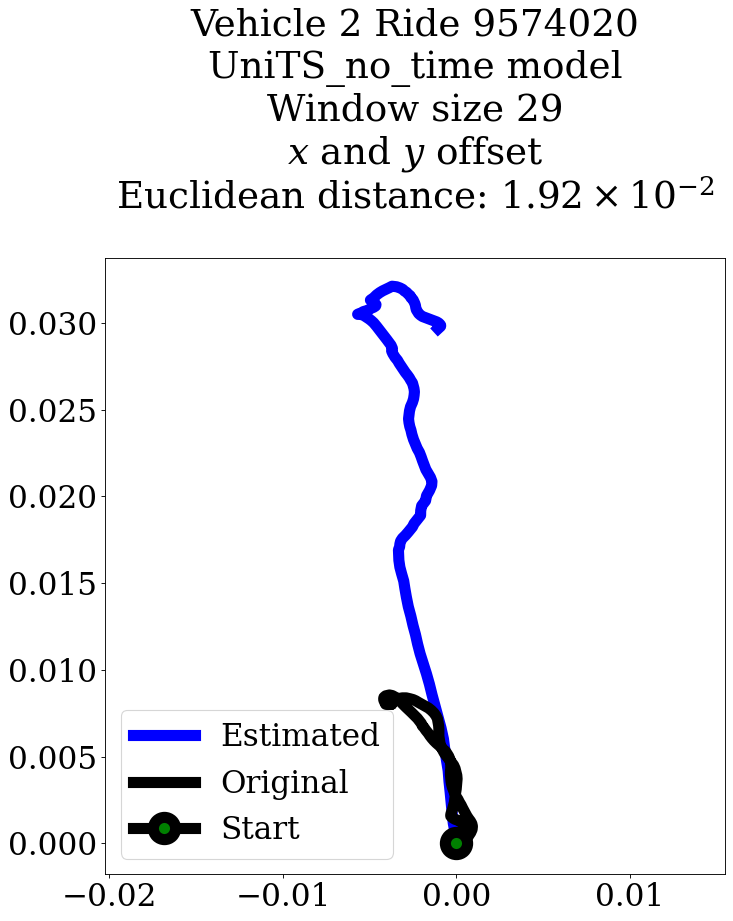 Vehicle 2 Ride 9574020
UniTS_no_time model
Window size 29
x and y offset
Euclidean distance: 1.92 × 10⁻²
0.030
0.025
0.020
0.015
0.010
0.005
0.000
Estimated
Original
Start
−0.02 −0.01 0.00 0.01